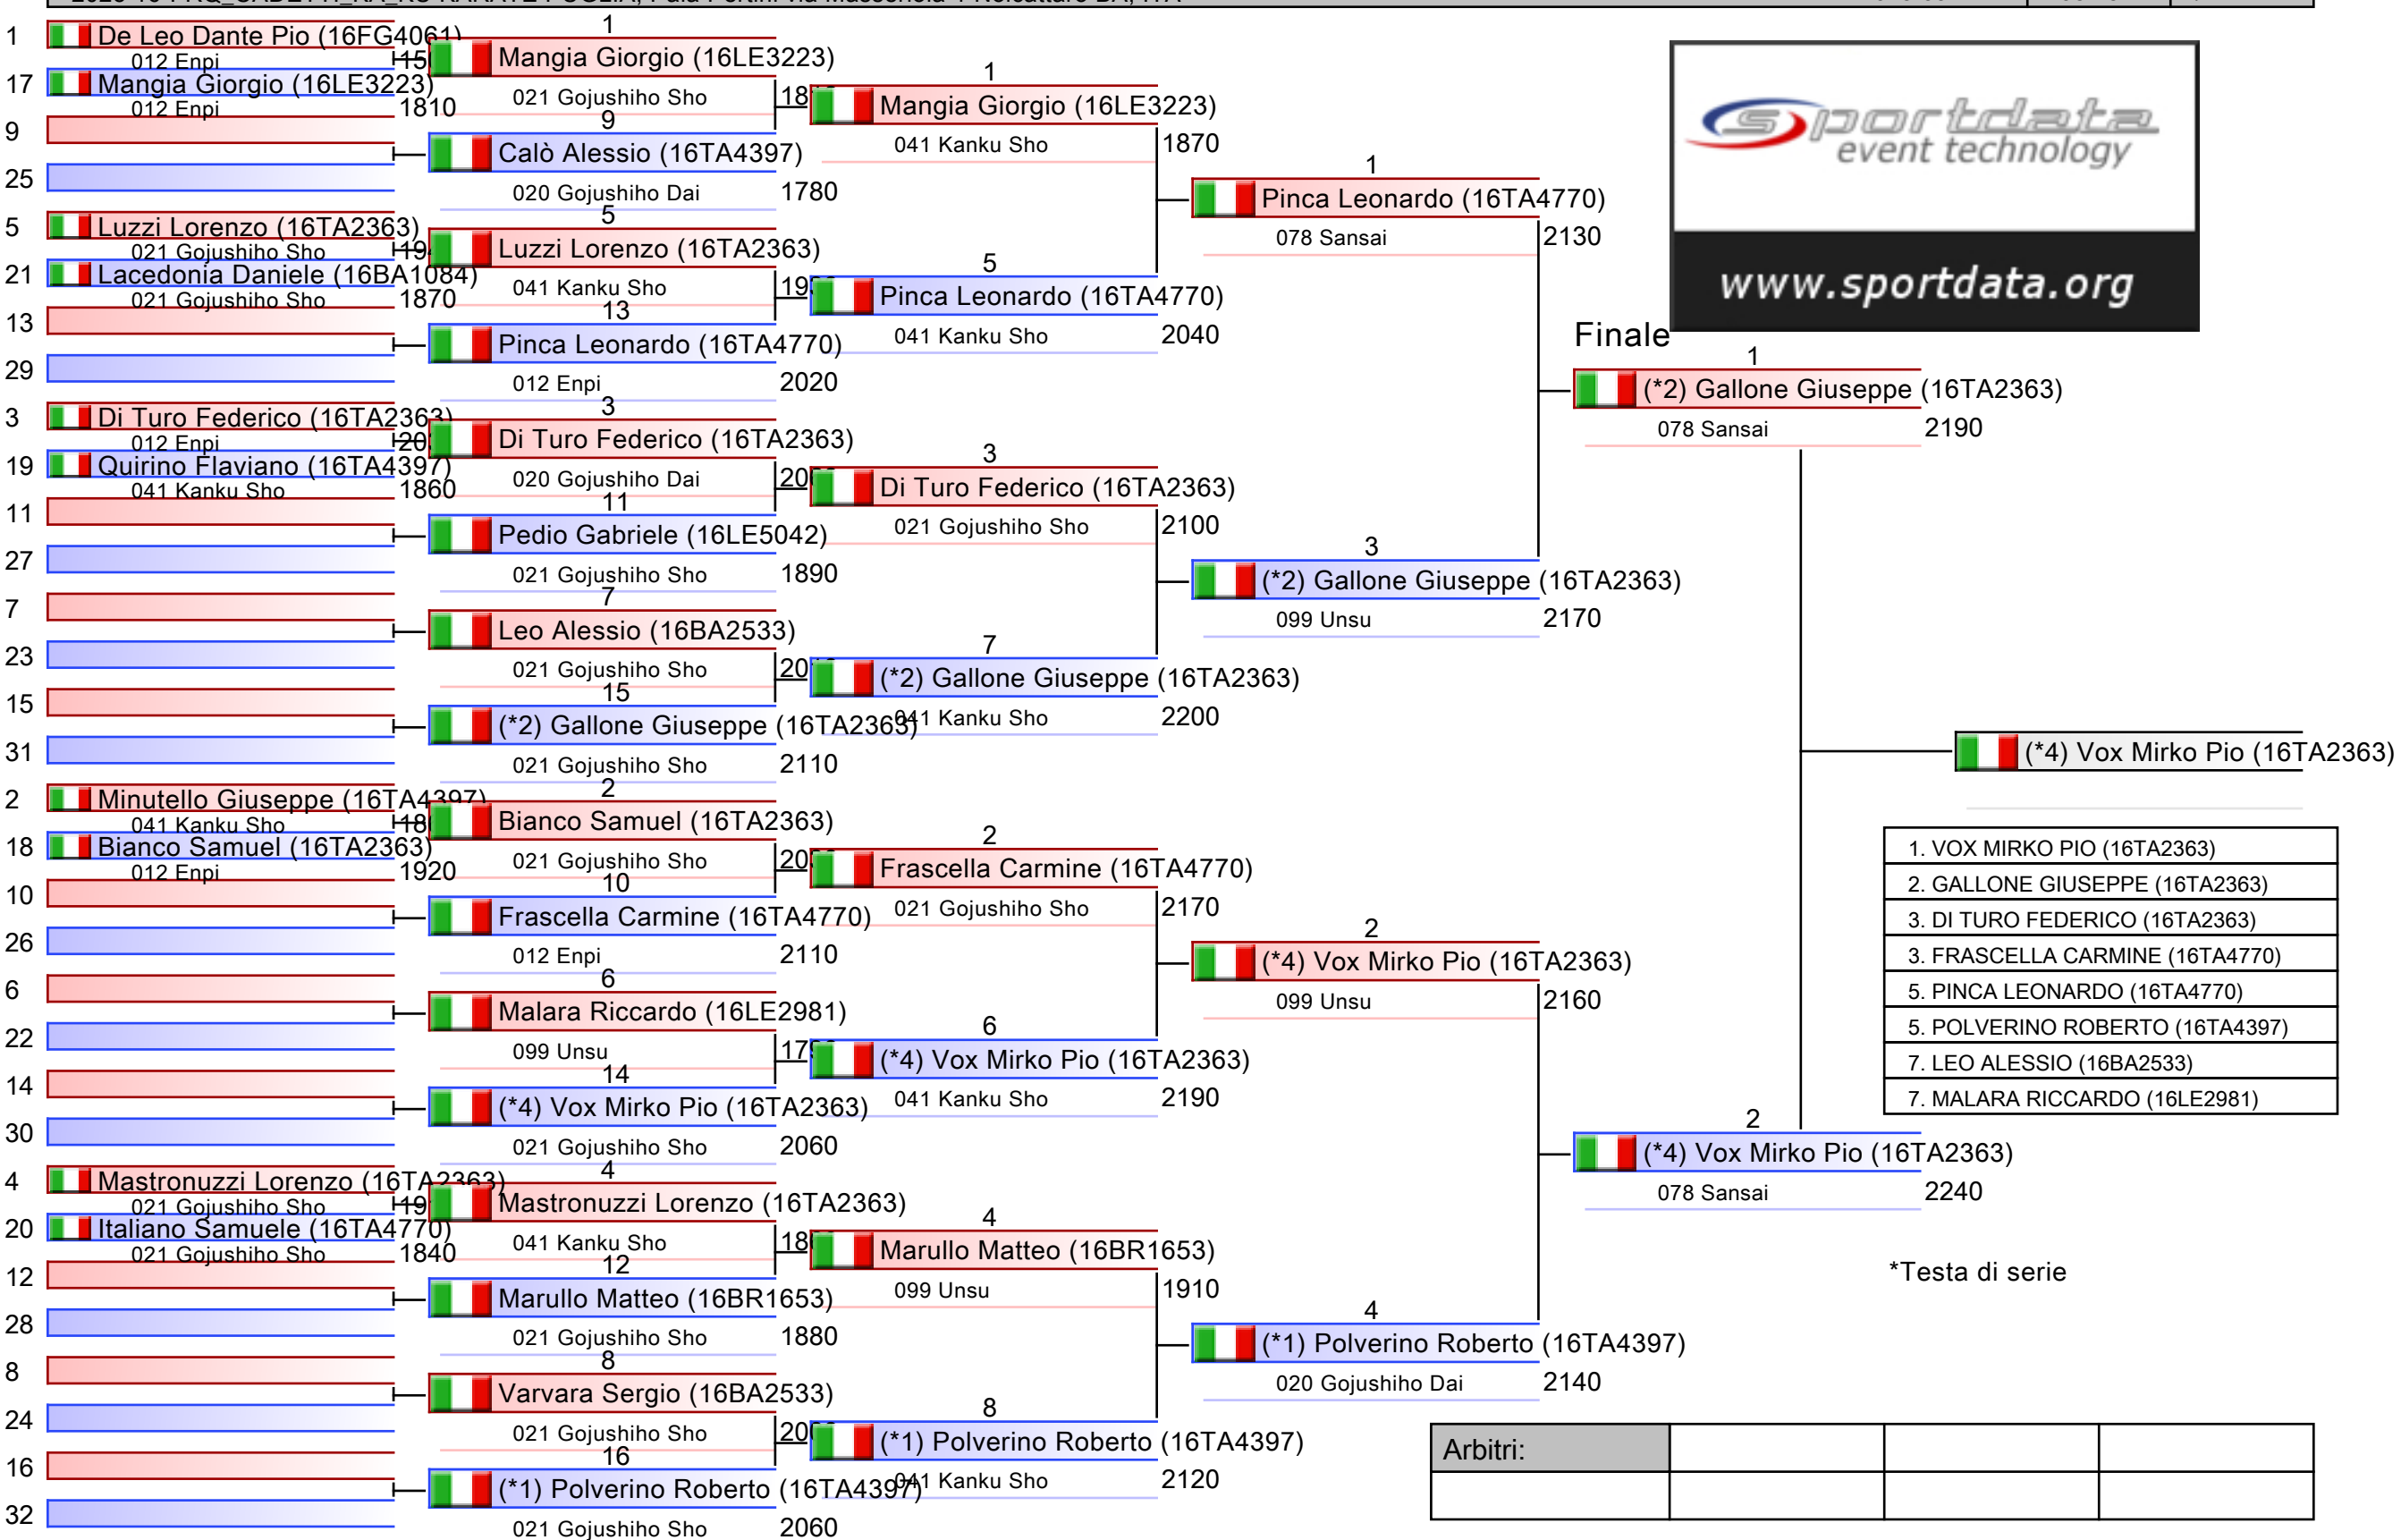 1
De Leo Dante Pio (16FG4061)
012 Enpi
17
Mangia Giorgio (16LE3223)
012 Enpi
1810
9
25
5
Luzzi Lorenzo (16TA2363)
021 Gojushiho Sho
21
Lacedonia Daniele (16BA1084)
021 Gojushiho Sho
1870
13
29
3
Di Turo Federico (16TA2363)
012 Enpi
19
Quirino Flaviano (16TA4397)
041 Kanku Sho
1860
11
27
7
23
15
31
2
Minutello Giuseppe (16TA4397)
041 Kanku Sho
18
Bianco Samuel (16TA2363)
012 Enpi
1920
10
26
6
22
14
30
4
Mastronuzzi Lorenzo (16TA2363)
021 Gojushiho Sho
20
Italiano Samuele (16TA4770)
021 Gojushiho Sho
1840
12
28
8
24
16
32
1
Mangia Giorgio (16LE3223)
021 Gojushiho Sho
9
Calò Alessio (16TA4397)
020 Gojushiho Dai
1780
5
Luzzi Lorenzo (16TA2363)
041 Kanku Sho
13
Pinca Leonardo (16TA4770)
012 Enpi
2020
3
Di Turo Federico (16TA2363)
020 Gojushiho Dai
11
Pedio Gabriele (16LE5042)
021 Gojushiho Sho
1890
7
Leo Alessio (16BA2533)
021 Gojushiho Sho
15
(*2) Gallone Giuseppe (16TA2363)
021 Gojushiho Sho
2110
2
Bianco Samuel (16TA2363)
021 Gojushiho Sho
10
Frascella Carmine (16TA4770)
012 Enpi
2110
6
Malara Riccardo (16LE2981)
099 Unsu
14
(*4) Vox Mirko Pio (16TA2363)
021 Gojushiho Sho
2060
4
Mastronuzzi Lorenzo (16TA2363)
041 Kanku Sho
12
Marullo Matteo (16BR1653)
021 Gojushiho Sho
1880
8
Varvara Sergio (16BA2533)
021 Gojushiho Sho
16
(*1) Polverino Roberto (16TA4397)
021 Gojushiho Sho
2060
1
Mangia Giorgio (16LE3223)
041 Kanku Sho
1870
5
Pinca Leonardo (16TA4770)
041 Kanku Sho
2040
3
Di Turo Federico (16TA2363)
021 Gojushiho Sho
2100
7
(*2) Gallone Giuseppe (16TA2363)
041 Kanku Sho
2200
2
Frascella Carmine (16TA4770)
021 Gojushiho Sho
2170
6
(*4) Vox Mirko Pio (16TA2363)
041 Kanku Sho
2190
4
Marullo Matteo (16BR1653)
099 Unsu
1910
8
(*1) Polverino Roberto (16TA4397)
041 Kanku Sho
2120
1
Pinca Leonardo (16TA4770)
078 Sansai
2130
3
(*2) Gallone Giuseppe (16TA2363)
099 Unsu
2170
2
(*4) Vox Mirko Pio (16TA2363)
099 Unsu
2160
4
(*1) Polverino Roberto (16TA4397)
020 Gojushiho Dai
2140
sportdata
event technology
www.sportdata.org
Finale
1
(*2) Gallone Giuseppe (16TA2363)
078 Sansai
2190
2
(*4) Vox Mirko Pio (16TA2363)
078 Sansai
2240
(*4) Vox Mirko Pio (16TA2363)
1. VOX MIRKO PIO (16TA2363)
2. GALLONE GIUSEPPE (16TA2363)
3. DI TURO FEDERICO (16TA2363)
3. FRASCELLA CARMINE (16TA4770)
5. PINCA LEONARDO (16TA4770)
5. POLVERINO ROBERTO (16TA4397)
7. LEO ALESSIO (16BA2533)
7. MALARA RICCARDO (16LE2981)
*Testa di serie
Arbitri: